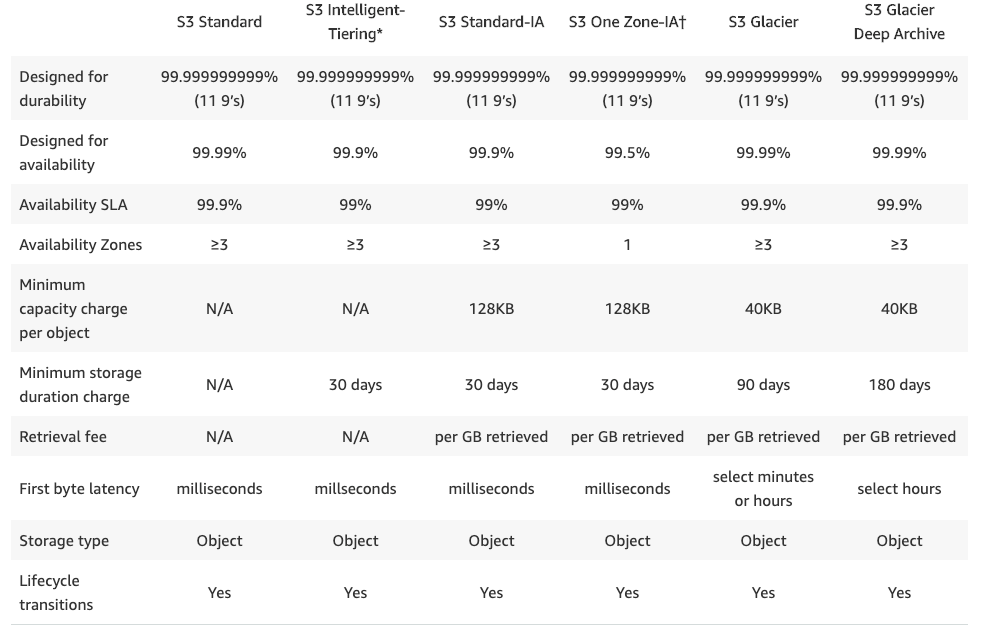 S3 Standard S3 Intelligent-Tiering* S3 Standard-IA S3 One Zone-IA† S3 Glacier S3 Glacier Deep Archive
Designed for durability 99.999999999% (11 9’s) 99.999999999% (11 9’s) 99.999999999% (11 9’s) 99.999999999% (11 9’s) 99.999999999% (11 9’s) 99.999999999% (11 9’s)
Designed for availability 99.99% 99.9% 99.9% 99.5% 99.99% 99.99%
Availability SLA 99.9% 99% 99% 99% 99.9% 99.9%
Availability Zones ≥3 ≥3 ≥3 1 ≥3 ≥3
Minimum capacity charge per object N/A N/A 128KB 128KB 40KB 40KB
Minimum storage duration charge N/A 30 days 30 days 30 days 90 days 180 days
Retrieval fee N/A N/A per GB retrieved per GB retrieved per GB retrieved per GB retrieved
First byte latency milliseconds millseconds milliseconds milliseconds select minutes or hours select hours
Storage type Object Object Object Object Object Object
Lifecycle transitions Yes Yes Yes Yes Yes Yes